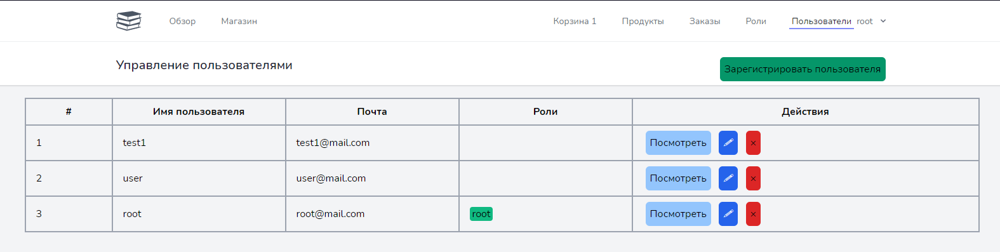 Обзор Магазин Корзина 1 Продукты Заказы Роли Пользователи root
Управление пользователями Зарегистрировать пользователя
# Имя пользователя Почта Роли Действия
1 test1 test1@mail.com Посмотреть ×
2 user user@mail.com Посмотреть ×
3 root root@mail.com root Посмотреть ×